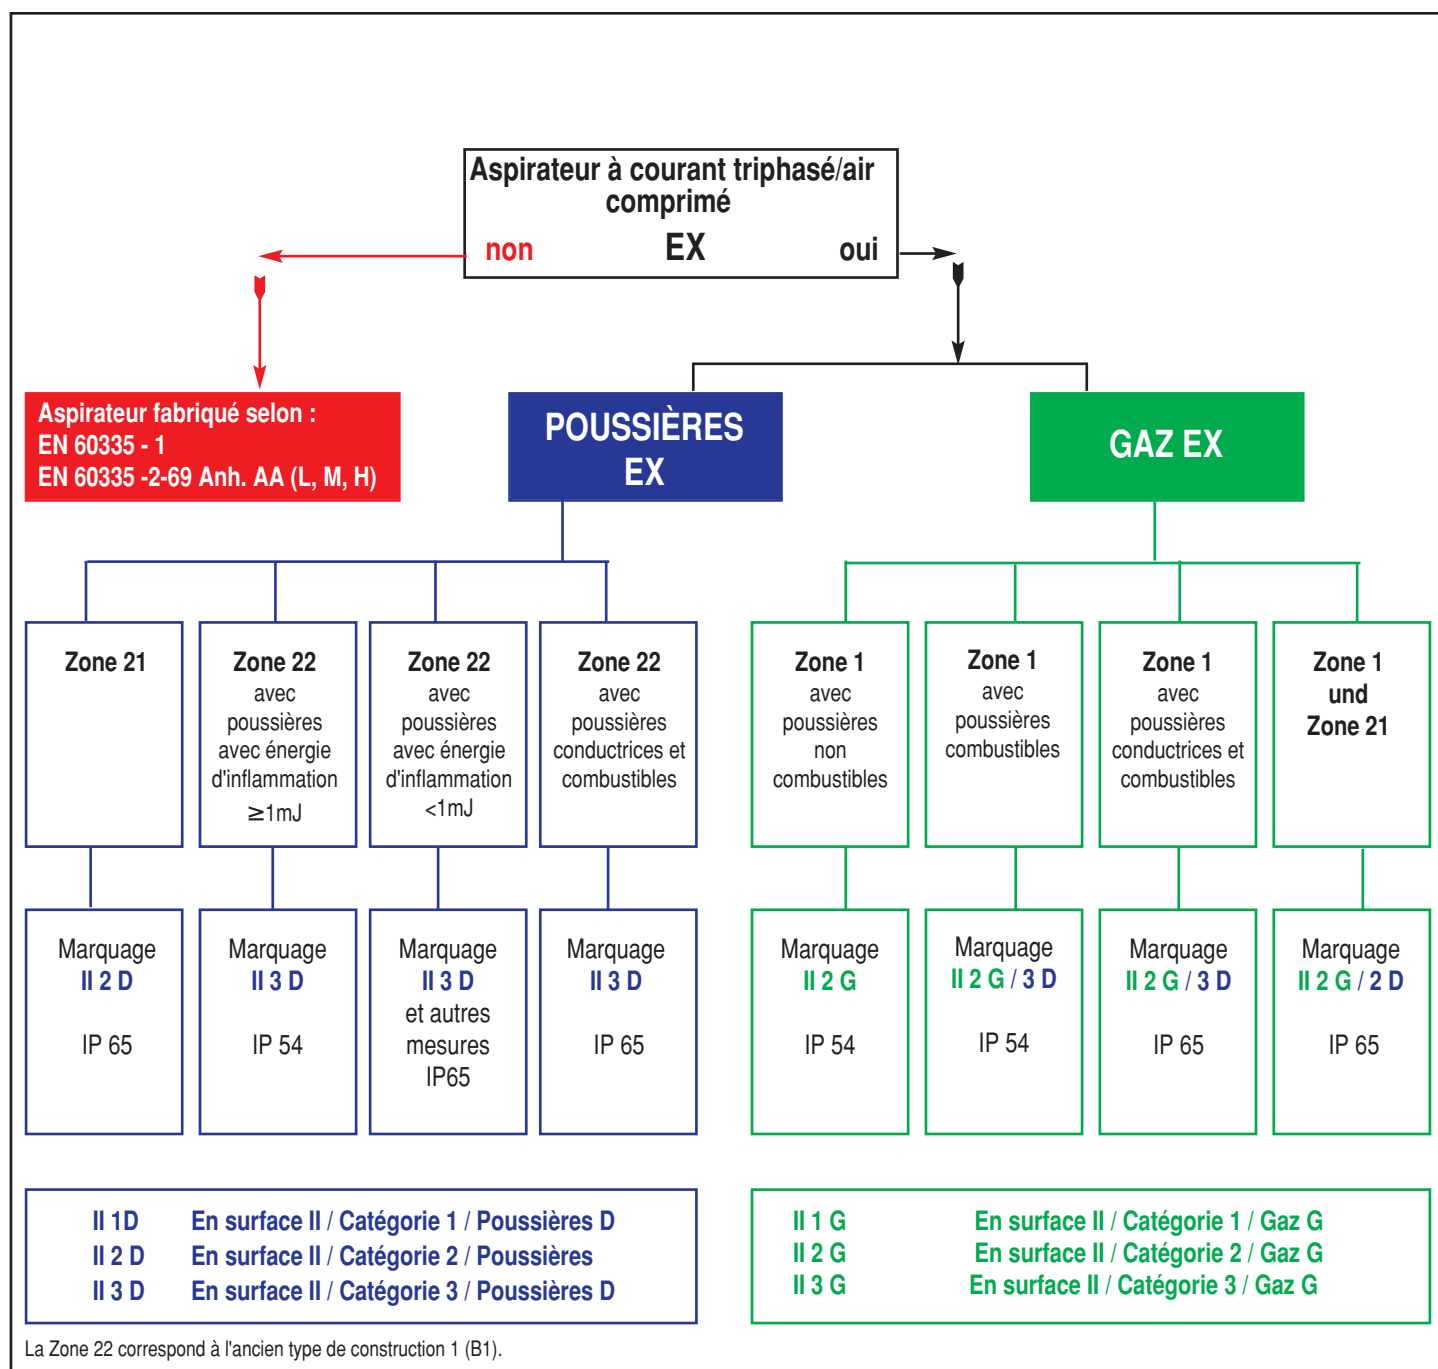 Aspirateur à courant triphasé/air
comprimé
non EX oui
Aspirateur fabriqué selon :
EN 60335 - 1
EN 60335 -2-69 Anh. AA (L, M, H)
POUSSIÈRES
EX
GAZ EX
Zone 21
Zone 22
avec
poussières
avec énergie
d'inflammation
≥1mJ
Zone 22
avec
poussières
avec énergie
d'inflammation
<1mJ
Zone 22
avec
poussières
conductrices et
combustibles
Zone 1
avec
poussières
non
combustibles
Zone 1
avec
poussières
combustibles
Zone 1
avec
poussières
conductrices et
combustibles
Zone 1
und
Zone 21
Marquage
II 2 D
IP 65
Marquage
II 3 D
IP 54
Marquage
II 3 D
et autres
mesures
IP65
Marquage
II 3 D
IP 65
Marquage
II 2 G
IP 54
Marquage
II 2 G / 3 D
IP 54
Marquage
II 2 G / 3 D
IP 65
Marquage
II 2 G / 2 D
IP 65
II 1D En surface II / Catégorie 1 / Poussières D
II 2 D En surface II / Catégorie 2 / Poussières
II 3 D En surface II / Catégorie 3 / Poussières D
II 1 G En surface II / Catégorie 1 / Gaz G
II 2 G En surface II / Catégorie 2 / Gaz G
II 3 G En surface II / Catégorie 3 / Gaz G
La Zone 22 correspond à l'ancien type de construction 1 (B1).